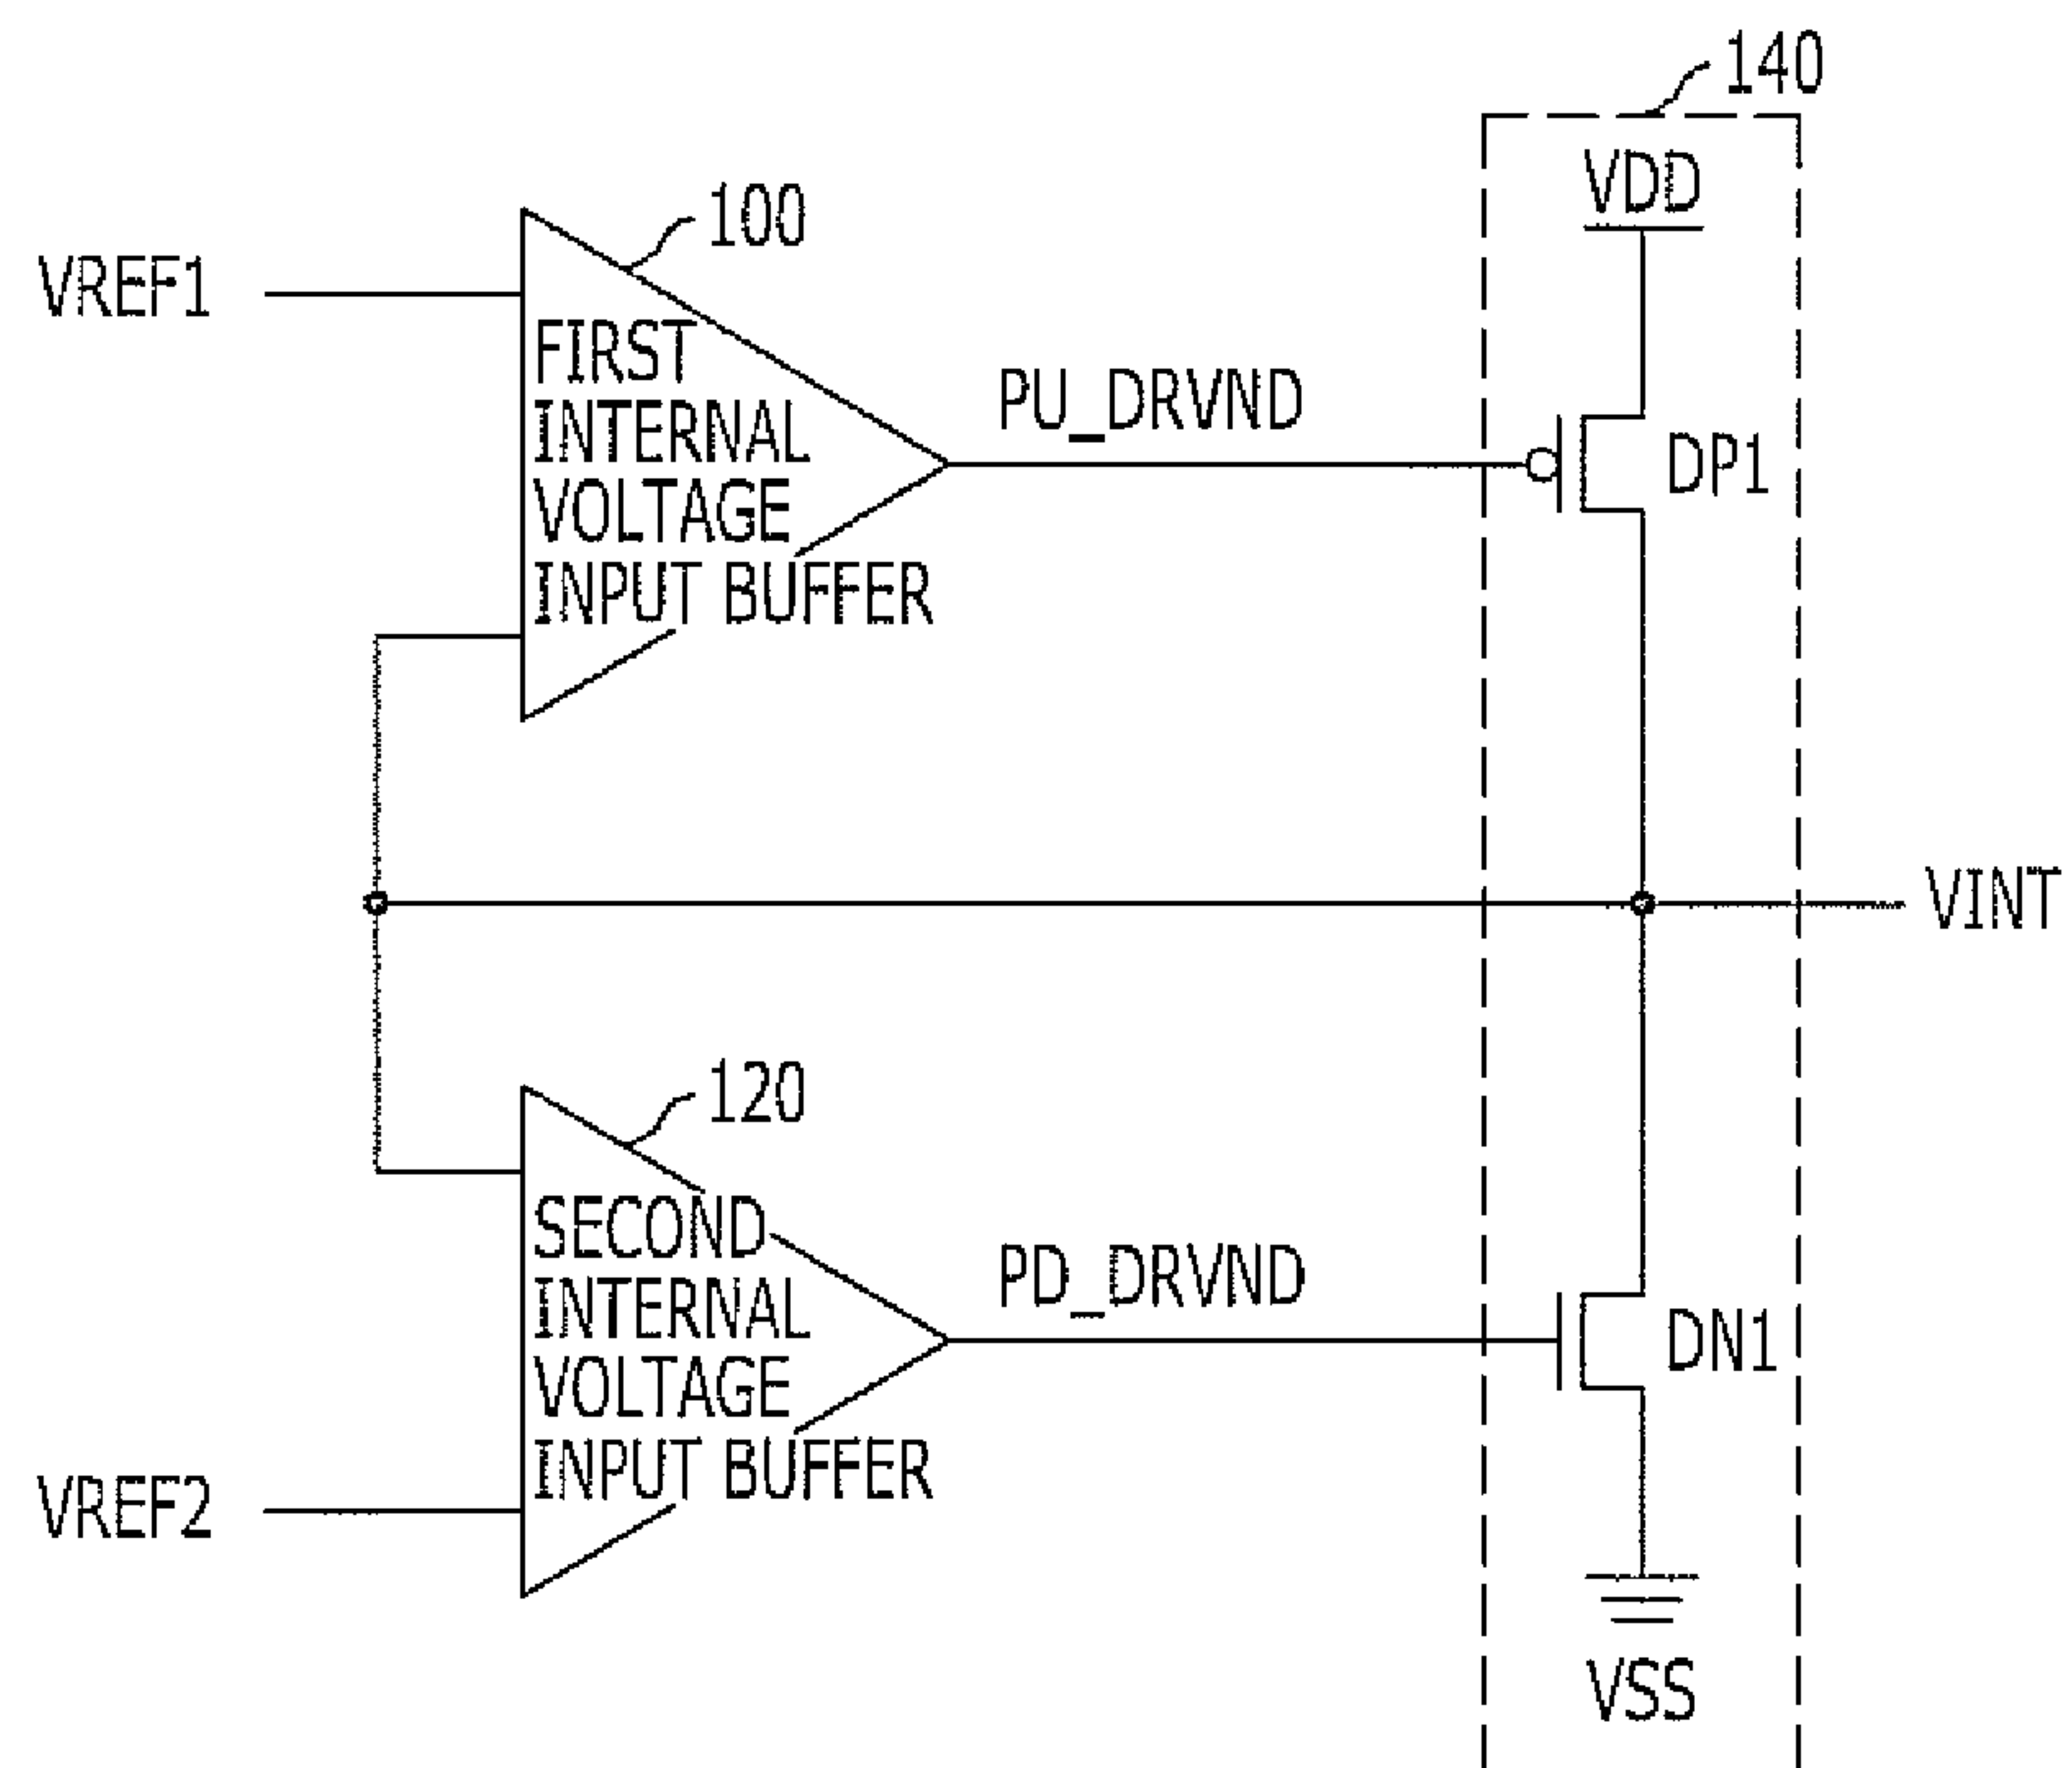 140
VDD
100
VREF1
FIRST
INTERNAL
VOLTAGE
INPUT BUFFER
PU_DRVND
DP1
VINT
120
SECOND
INTERNAL
VOLTAGE
INPUT BUFFER
PD_DRVND
DN1
VREF2
VSS